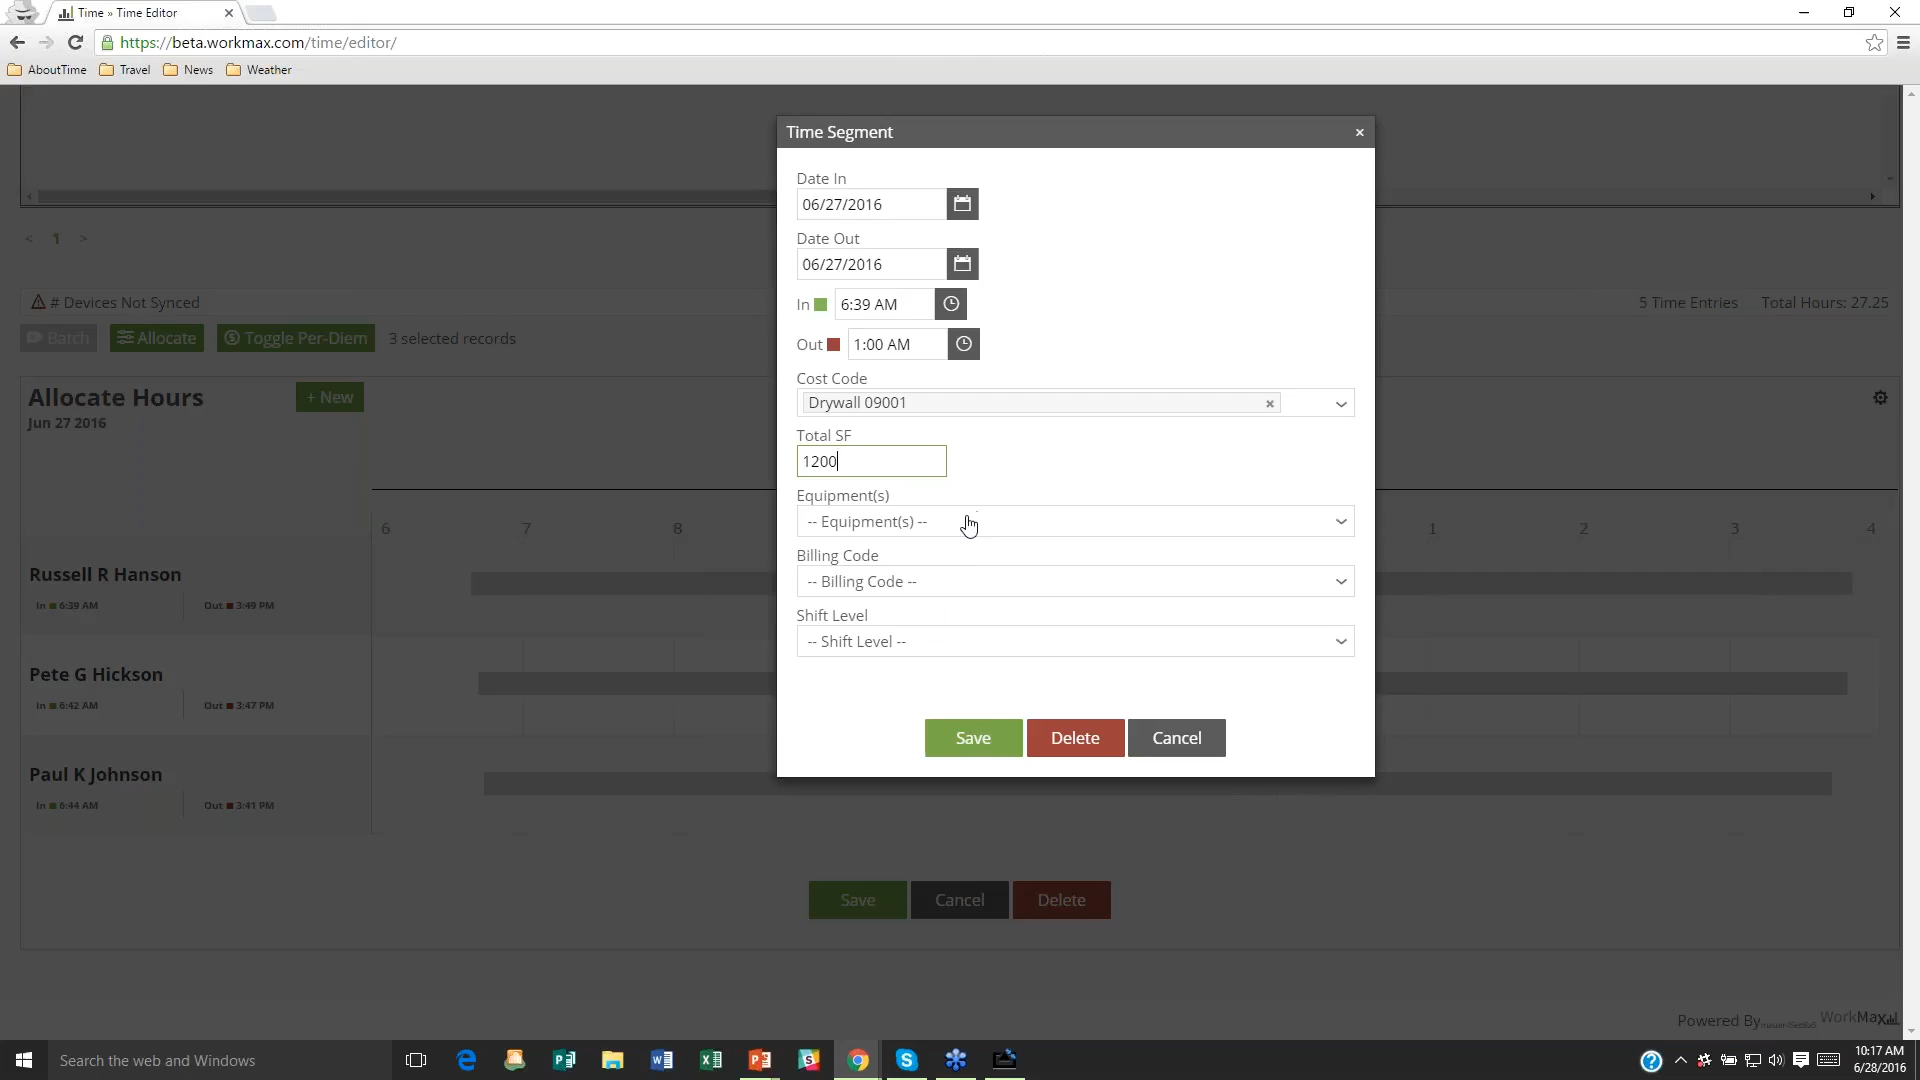 Time » Time Editor
https://beta.workmax.com/time/editor/
AboutTime Travel News Weather
Time Segment ×
Date In
06/27/2016
Date Out
06/27/2016
In 6:39 AM
Out 1:00 AM
Cost Code
Drywall 09001
Total SF
1200
Equipment(s)
-- Equipment(s) --
Billing Code
-- Billing Code --
Shift Level
-- Shift Level --
Save Delete Cancel
< 1 >
# Devices Not Synced 5 Time Entries Total Hours: 27.25
Batch Allocate Toggle Per-Diem 3 selected records
Allocate Hours + New
Jun 27 2016
6 7 8 1 2 3 4
Russell R Hanson
In 6:39 AM Out 3:49 PM
Pete G Hickson
In 6:42 AM Out 3:47 PM
Paul K Johnson
In 6:44 AM Out 3:41 PM
Save Cancel Delete
Powered By WorkMax
Search the web and Windows
10:17 AM
6/28/2016